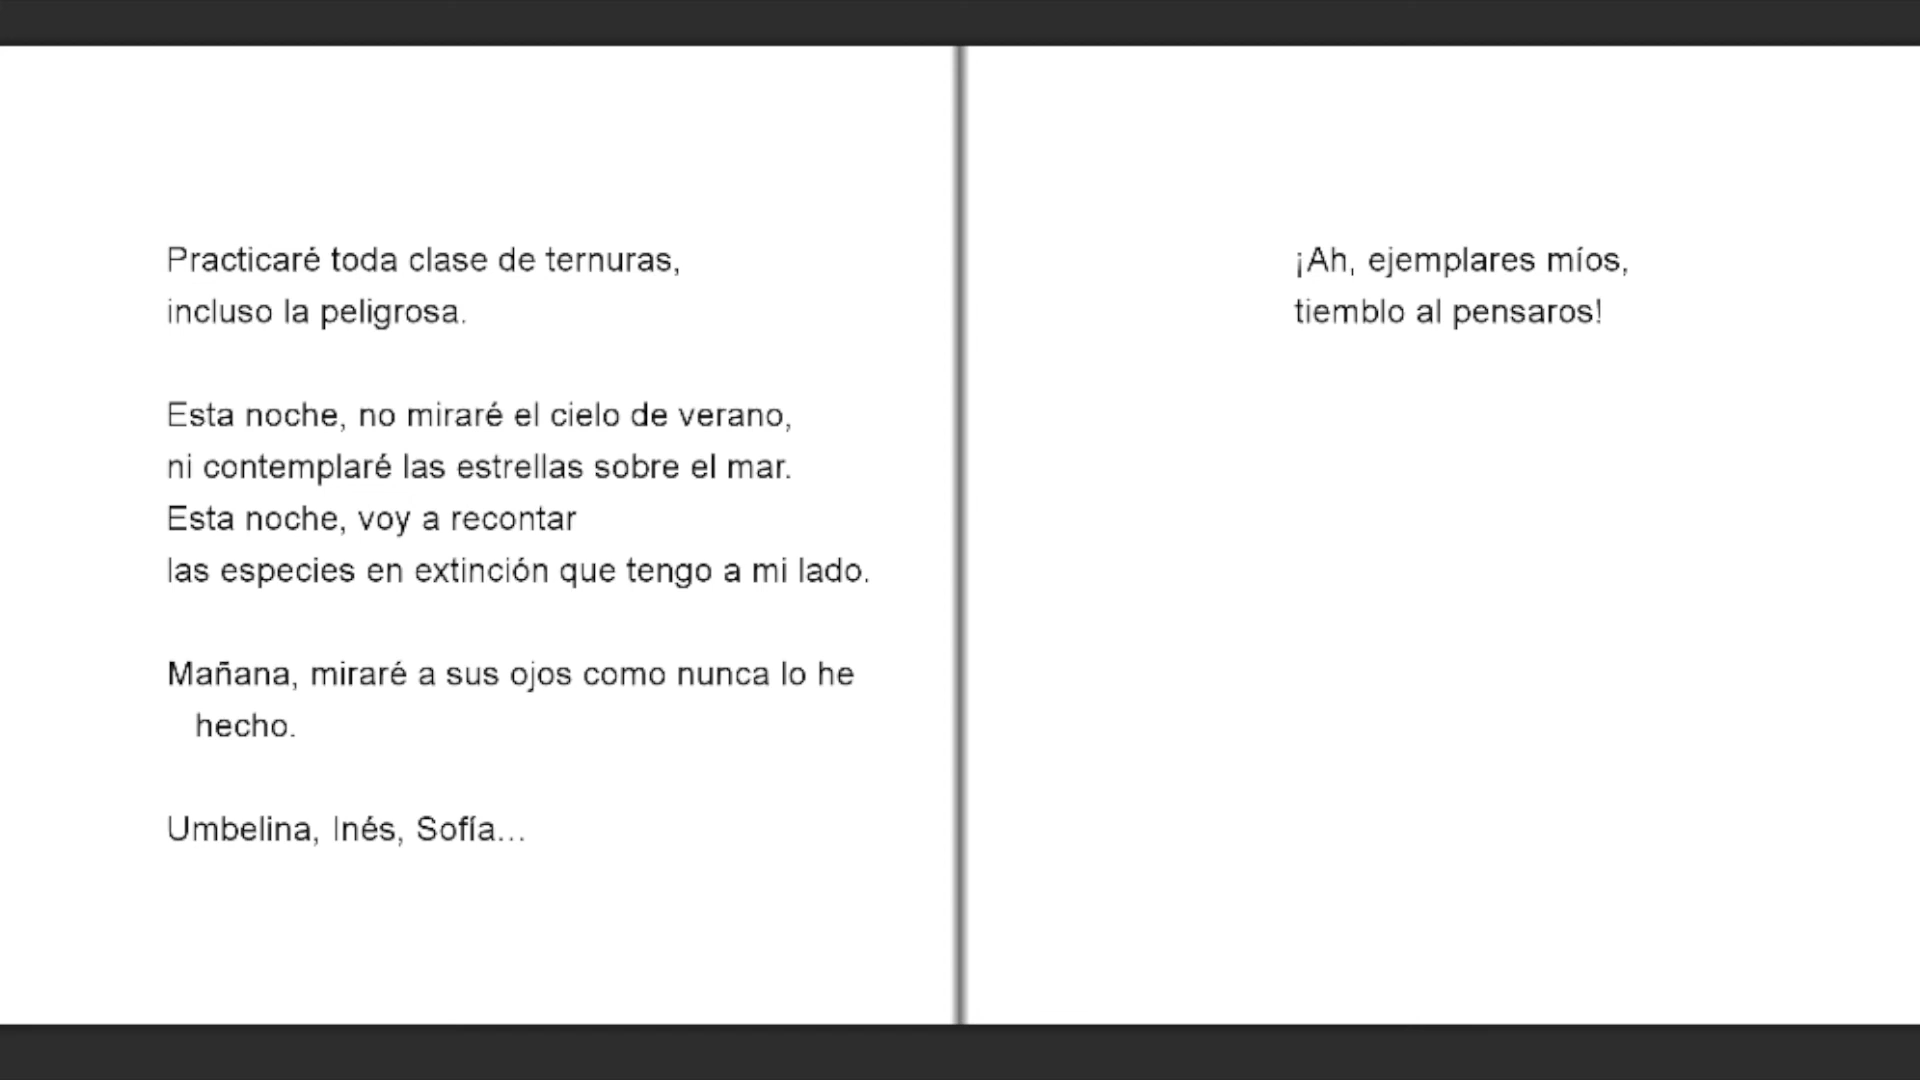 Practicaré toda clase de ternuras,
incluso la peligrosa.
Esta noche, no miraré el cielo de verano,
ni contemplaré las estrellas sobre el mar.
Esta noche, voy a recontar
las especies en extinción que tengo a mi lado.
Mañana, miraré a sus ojos como nunca lo he
hecho.
Umbelina, Inés, Sofía...
¡Ah, ejemplares míos,
tiemblo al pensaros!